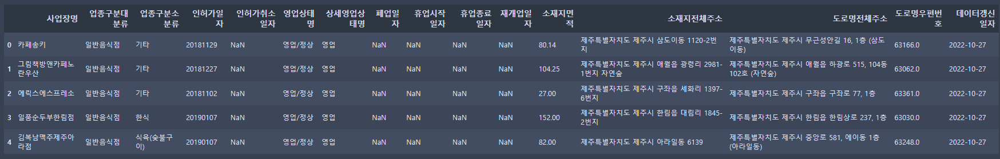 사업장명 업종구분대분류 업종구분소분류 인허가일자 인허가취소일자 영업상태명 상세영업상태명 폐업일자 휴업시작일자 휴업종료일자 재개업일자 소재지면적 소재지전체주소 도로명전체주소 도로명우편번호 데이터갱신일자
0 카페송키 일반음식점 기타 20181129 NaN 영업/정상 영업 NaN NaN NaN NaN 80.14 제주특별자치도 제주시 삼도이동 1120-2번지 제주특별자치도 제주시 무근성안길 16, 1층 (삼도이동) 63166.0 2022-10-27
1 그림책방앤카페노란우산 일반음식점 기타 20181227 NaN 영업/정상 영업 NaN NaN NaN NaN 104.25 제주특별자치도 제주시 애월읍 광령리 2981-1번지 자연숲 제주특별자치도 제주시 애월읍 하광로 515, 104동 102호 (자연숲) 63062.0 2022-10-27
2 에릭스에스프레소 일반음식점 기타 20181102 NaN 영업/정상 영업 NaN NaN NaN NaN 27.00 제주특별자치도 제주시 구좌읍 세화리 1397-6번지 제주특별자치도 제주시 구좌읍 구좌로 77, 1층 63361.0 2022-10-27
3 일품순두부한림점 일반음식점 한식 20190107 NaN 영업/정상 영업 NaN NaN NaN NaN 152.00 제주특별자치도 제주시 한림읍 대림리 1845-2번지 제주특별자치도 제주시 한림읍 한림상로 237, 1층 63030.0 2022-10-27
4 김복남맥주제주아라점 일반음식점 식육(숯불구이) 20190107 NaN 영업/정상 영업 NaN NaN NaN NaN 82.00 제주특별자치도 제주시 아라일동 6139 제주특별자치도 제주시 중앙로 581, 에이동 1층 (아라일동) 63248.0 2022-10-27